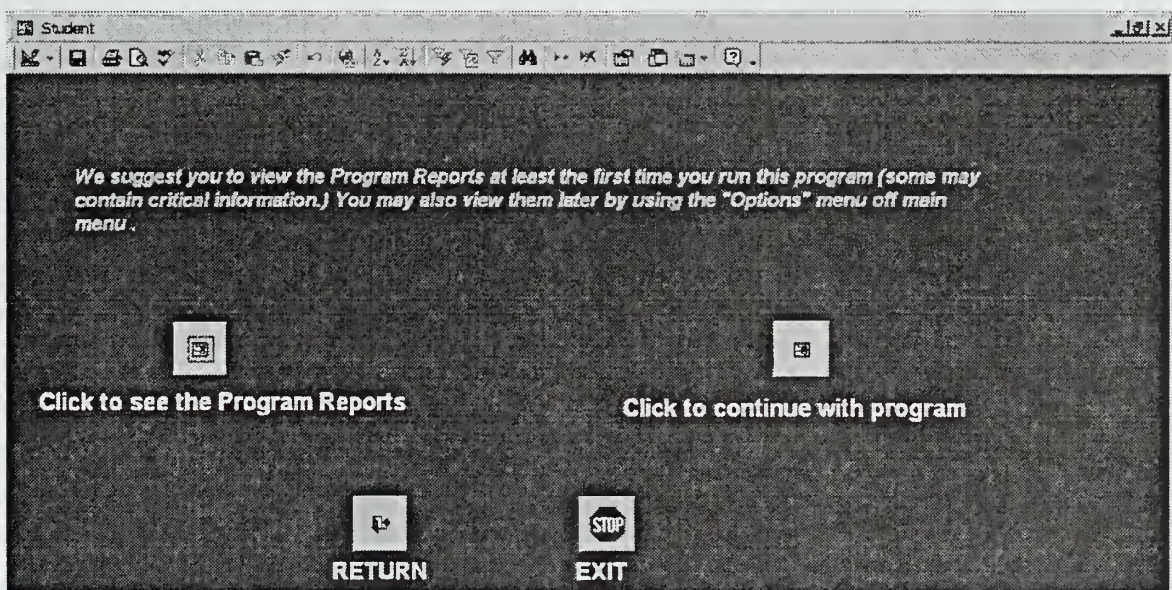 Student
We suggest you to view the Program Reports at least the first time you run this program (some may
contain critical information.) You may also view them later by using the "Options" menu off main
menu .
Click to see the Program Reports
Click to continue with program
STOP
RETURN
EXIT